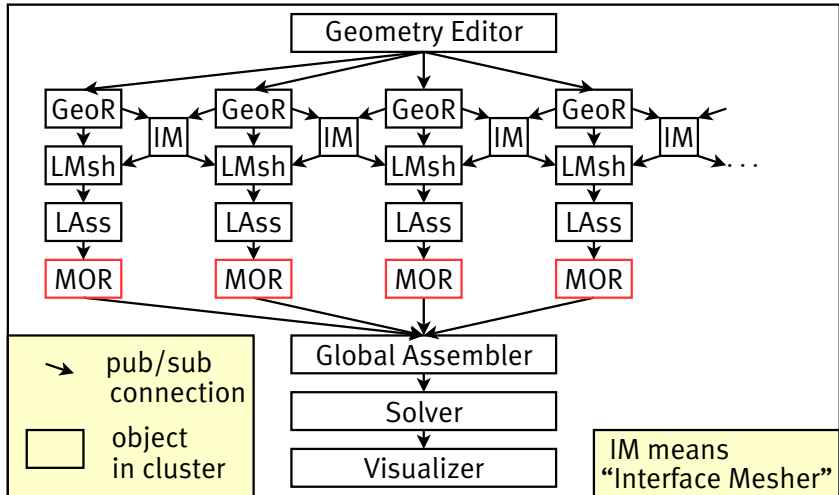 Geometry Editor
GeoR GeoR GeoR GeoR
IM IM IM IM
LMsh LMsh LMsh LMsh ...
LAss LAss LAss LAss
MOR MOR MOR MOR
Global Assembler
Solver
Visualizer
pub/sub
connection
object
in cluster
IM means
“Interface Mesher”